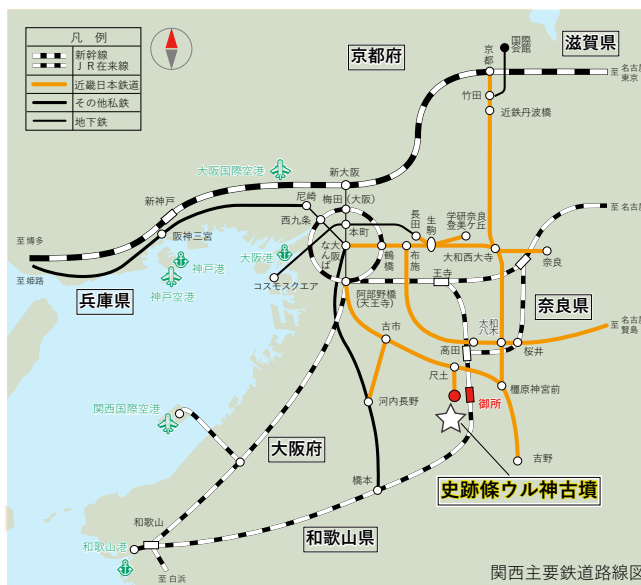 凡 例
新幹線
JR在来線
近畿日本鉄道
その他私鉄
地下鉄
京都府
滋賀県
国際会館
京都
至 名古屋
東京
竹田
近鉄丹波橋
大阪国際空港
新大阪
尼崎
梅田(大阪)
新神戸
西九条
本町
長田
生駒
学研奈良
登美ケ丘
至 名古屋
至博多
阪神三宮
大阪港
大阪なんば
鶴橋
布施
大和西大寺
奈良
至姫路
神戸港
神戸空港
コスモスクエア
王寺
兵庫県
阿部野橋
(天王寺)
奈良県
古市
高田
大和八木
桜井
至 名古屋
賢島
尺土
橿原神宮前
関西国際空港
河内長野
御所
大阪府
吉野
橋本
史跡條ウル神古墳
和歌山
和歌山県
和歌山港
至 白浜
関西主要鉄道路線図